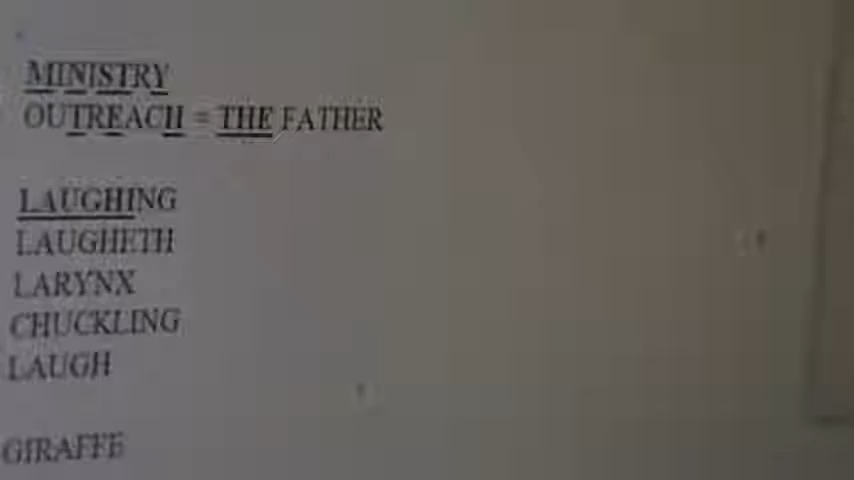 MINISTRY
OUTREACH = THE FATHER
LAUGHING
LAUGHETH
LARYNX
CHUCKLING
LAUGH
GIRAFFE